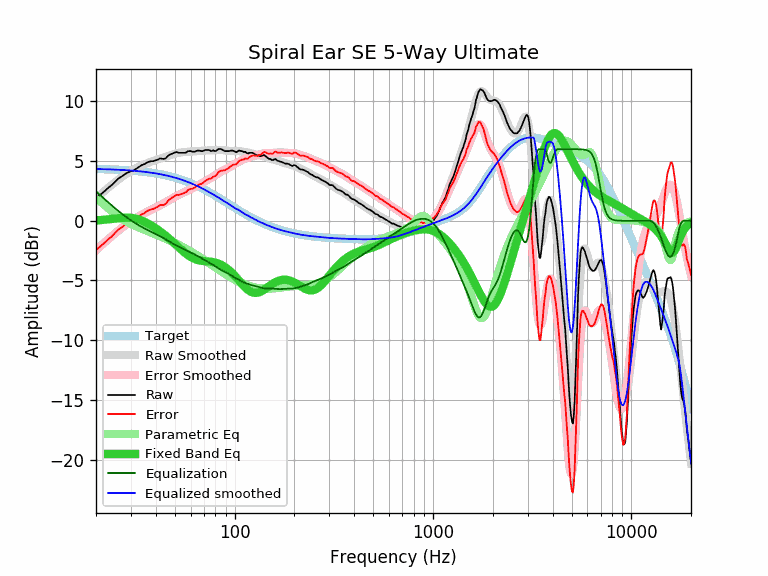 Spiral Ear SE 5-Way Ultimate
10
5
0
−5
−10
−15
−20
Amplitude (dBr)
Target
Raw Smoothed
Error Smoothed
Raw
Error
Parametric Eq
Fixed Band Eq
Equalization
Equalized smoothed
100
1000
10000
Frequency (Hz)